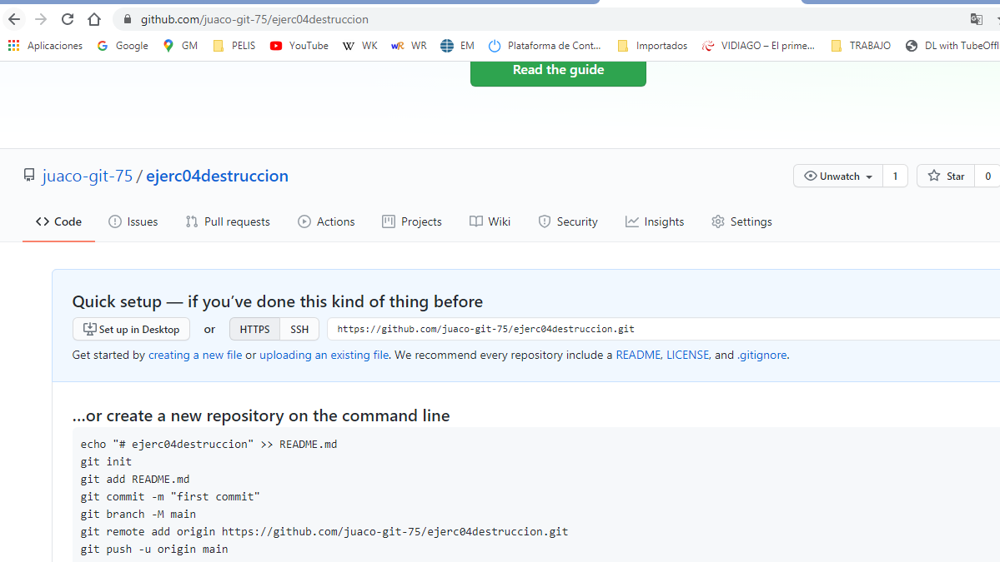 github.com/juaco-git-75/ejerc04destruccion
Aplicaciones Google GM PELIS YouTube WK WR EM Plataforma de Cont... Importados VIDIAGO – El prime... TRABAJO DL with TubeOffl
Read the guide
juaco-git-75 / ejerc04destruccion Unwatch 1 Star 0
Code Issues Pull requests Actions Projects Wiki Security Insights Settings
Quick setup — if you’ve done this kind of thing before
Set up in Desktop or HTTPS SSH https://github.com/juaco-git-75/ejerc04destruccion.git
Get started by creating a new file or uploading an existing file. We recommend every repository include a README, LICENSE, and .gitignore.
…or create a new repository on the command line
echo "# ejerc04destruccion" >> README.md
git init
git add README.md
git commit -m "first commit"
git branch -M main
git remote add origin https://github.com/juaco-git-75/ejerc04destruccion.git
git push -u origin main